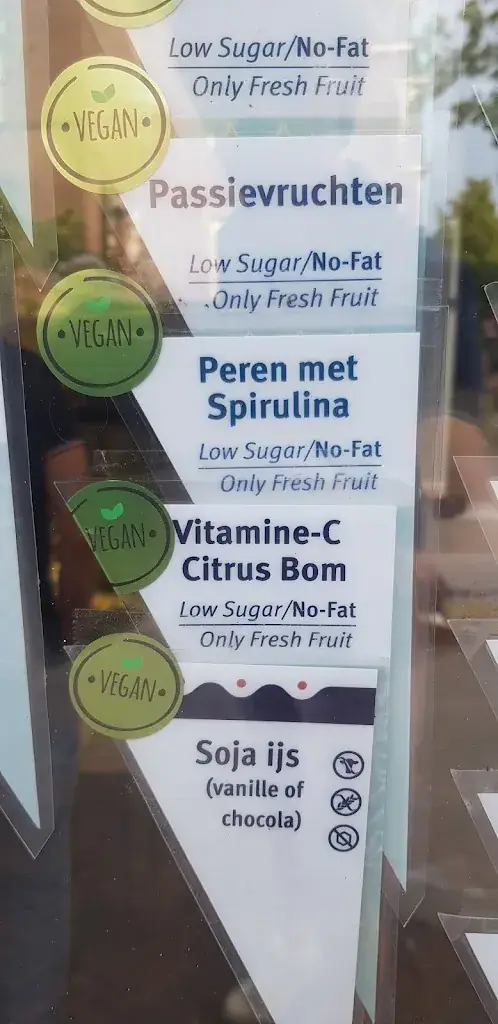 Low Sugar/No-Fat
Only Fresh Fruit
VEGAN
Passievruchten
Low Sugar/No-Fat
Only Fresh Fruit
VEGAN
Peren met
Spirulina
Low Sugar/No-Fat
Only Fresh Fruit
VEGAN
Vitamine-C
Citrus Bom
Low Sugar/No-Fat
Only Fresh Fruit
VEGAN
Soja ijs
(vanille of
chocola)